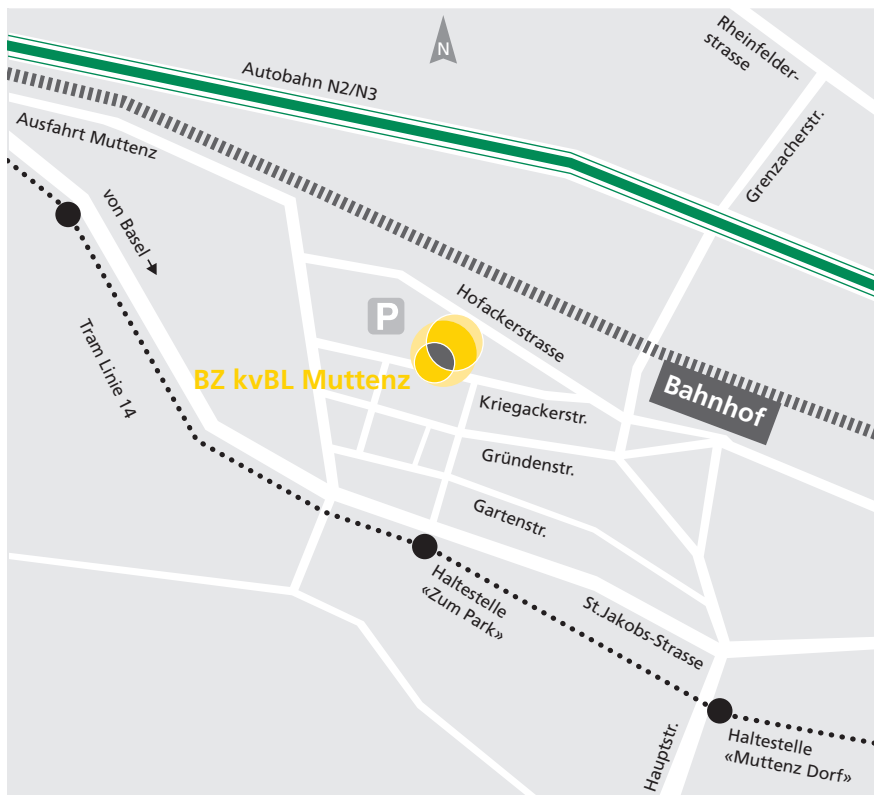 N
Rheinfelder-
strasse
Autobahn N2/N3
Ausfahrt Muttenz
Grenzacherstr.
von Basel
Hofackerstrasse
P
Tram Linie 14
BZ kvBL Muttenz
Bahnhof
Kriegackerstr.
Gründenstr.
Gartenstr.
Haltestelle
«Zum Park»
St.Jakobs-Strasse
Hauptstr.
Haltestelle
«Muttenz Dorf»